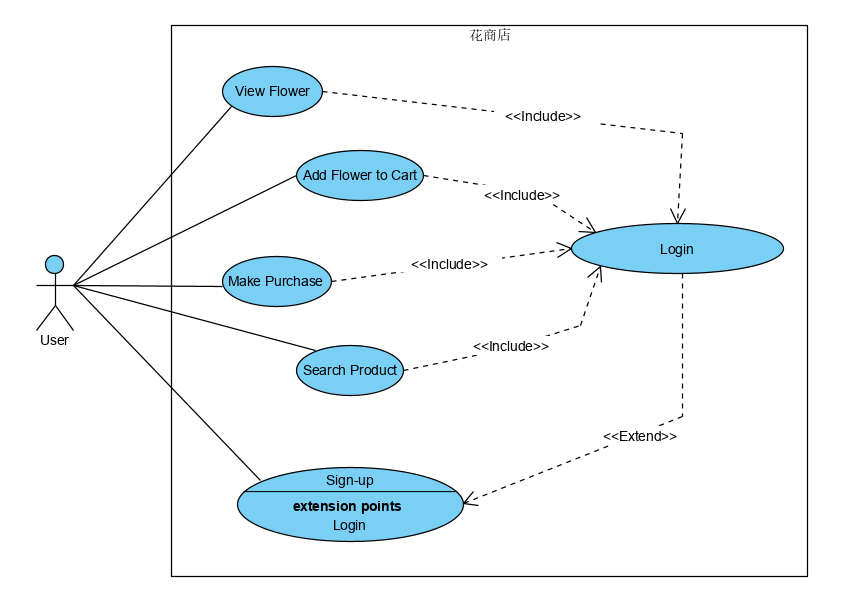 花商店
View Flower
<<Include>>
Add Flower to Cart
<<Include>>
Login
<<Include>>
Make Purchase
User
<<Include>>
Search Product
<<Extend>>
Sign-up
extension points
Login